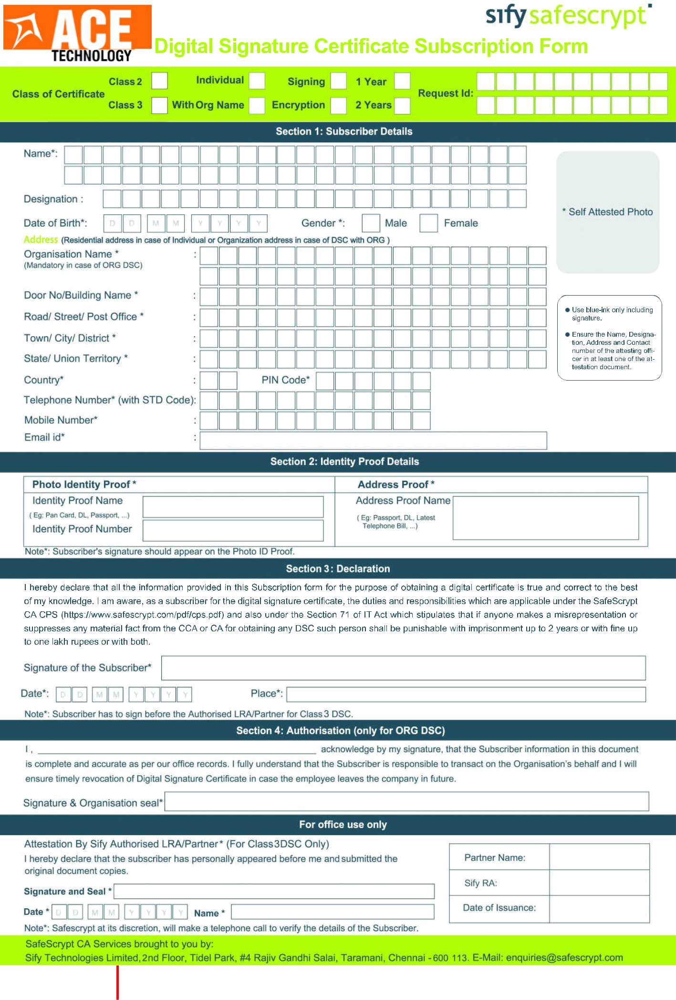 ACE
TECHNOLOGY
sify safescrypt
Digital Signature Certificate Subscription Form
Class of Certificate
Class 2
Individual
Signing
1 Year
Request Id:
Class 3
With Org Name
Encryption
2 Years
Section 1: Subscriber Details
Name*:
Designation :
* Self Attested Photo
Date of Birth*: D D M M Y Y Y Y Gender *: Male Female
Address (Residential address in case of Individual or Organization address in case of DSC with ORG )
Organisation Name * :
(Mandatory in case of ORG DSC)
Door No/Building Name * :
Road/ Street/ Post Office * :
Town/ City/ District * :
State/ Union Territory * :
Country* : PIN Code*
Telephone Number* (with STD Code):
Mobile Number* :
Email id* :
● Use blue-ink only including
signature.
● Ensure the Name, Designa-
tion, Address and Contact
number of the attesting offi-
cer in at least one of the at-
testation document.
Section 2: Identity Proof Details
Photo Identity Proof *
Identity Proof Name
( Eg: Pan Card, DL, Passport, ...)
Identity Proof Number
Address Proof *
Address Proof Name
( Eg: Passport, DL, Latest
Telephone Bill, ...)
Note*: Subscriber's signature should appear on the Photo ID Proof.
Section 3: Declaration
I hereby declare that all the information provided in this Subscription form for the purpose of obtaining a digital certificate is true and correct to the best
of my knowledge. I am aware, as a subscriber for the digital signature certificate, the duties and responsibilities which are applicable under the SafeScrypt
CA CPS (https://www.safescrypt.com/pdf/cps.pdf) and also under the Section 71 of IT Act which stipulates that if anyone makes a misrepresentation or
suppresses any material fact from the CCA or CA for obtaining any DSC such person shall be punishable with imprisonment up to 2 years or with fine up
to one lakh rupees or with both.
Signature of the Subscriber*
Date*: D D M M Y Y Y Y Place*:
Note*: Subscriber has to sign before the Authorised LRA/Partner for Class 3 DSC.
Section 4: Authorisation (only for ORG DSC)
I , ____ acknowledge by my signature, that the Subscriber information in this document
is complete and accurate as per our office records. I fully understand that the Subscriber is responsible to transact on the Organisation's behalf and I will
ensure timely revocation of Digital Signature Certificate in case the employee leaves the company in future.
Signature & Organisation seal*
For office use only
Attestation By Sify Authorised LRA/Partner* (For Class 3 DSC Only)
I hereby declare that the subscriber has personally appeared before me and submitted the
original document copies.
Signature and Seal *
Date * D D M M Y Y Y Y Name *
Partner Name:
Sify RA:
Date of Issuance:
Note*: Safescrypt at its discretion, will make a telephone call to verify the details of the Subscriber.
SafeScrypt CA Services brought to you by:
Sify Technologies Limited, 2nd Floor, Tidel Park, #4 Rajiv Gandhi Salai, Taramani, Chennai - 600 113. E-Mail: enquiries@safescrypt.com